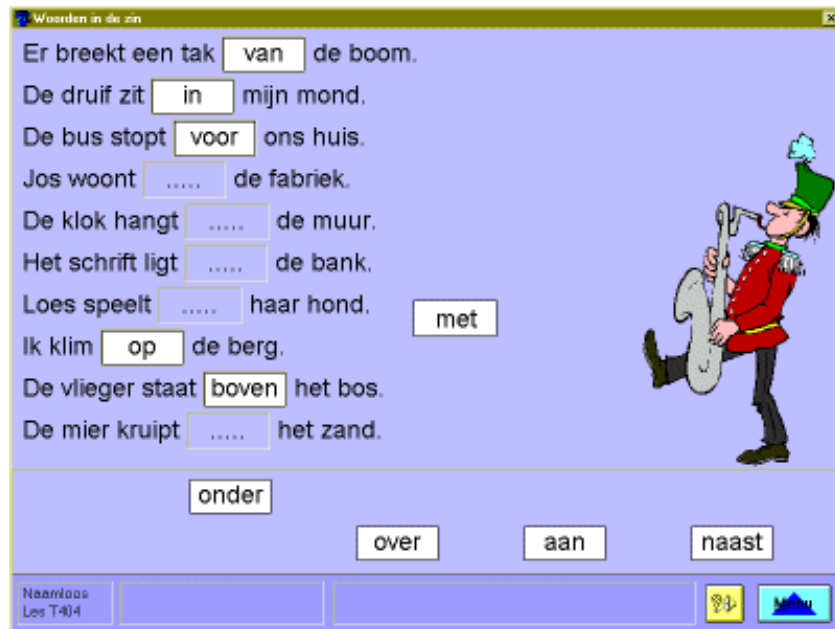 Woorden in de zin
Er breekt een tak van de boom.
De druif zit in mijn mond.
De bus stopt voor ons huis.
Jos woont ..... de fabriek.
De klok hangt ..... de muur.
Het schrift ligt ..... de bank.
Loes speelt ..... haar hond.
met
Ik klim op de berg.
De vlieger staat boven het bos.
De mier kruipt ..... het zand.
onder
over aan naast
Naamloos
Les T404
Menu